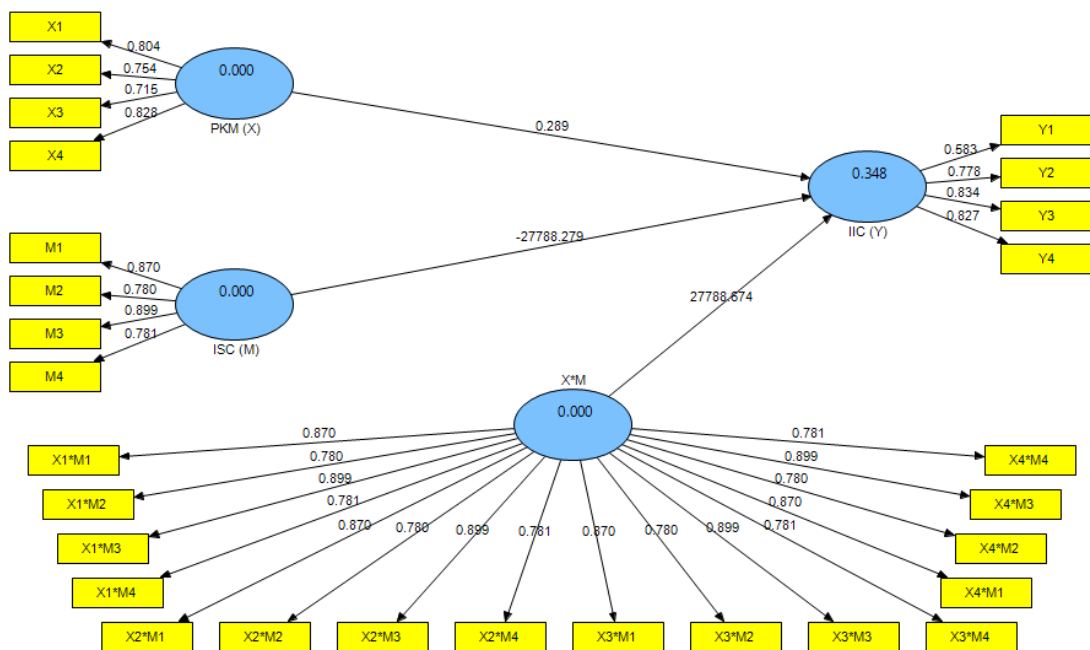 X1
X2
X3
X4
0.804
0.754
0.715
0.828
0.000
PKM (X)
0.289
M1
M2
M3
M4
0.870
0.780
0.899
0.781
0.000
ISC (M)
-27788.279
0.348
IIC (Y)
0.583
0.778
0.834
0.827
Y1
Y2
Y3
Y4
27788.674
X*M
0.000
0.870
0.780
0.899
0.781
0.870
0.780
0.899
0.781
0.870
0.780
0.899
0.781
0.870
0.780
0.899
0.781
X1*M1
X1*M2
X1*M3
X1*M4
X2*M1
X2*M2
X2*M3
X2*M4
X3*M1
X3*M2
X3*M3
X3*M4
X4*M1
X4*M2
X4*M3
X4*M4